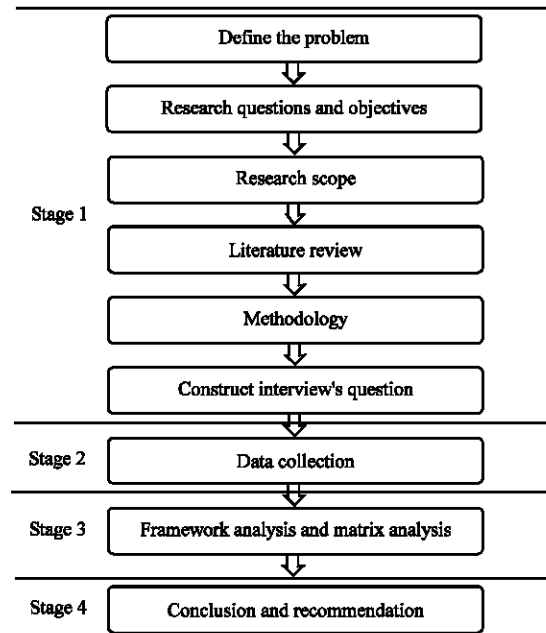 Define the problem
Research questions and objectives
Research scope
Stage 1
Literature review
Methodology
Construct interview's question
Stage 2
Data collection
Stage 3
Framework analysis and matrix analysis
Stage 4
Conclusion and recommendation